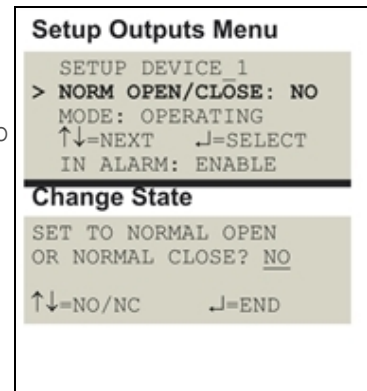 Setup Outputs Menu
SETUP DEVICE_1
> NORM OPEN/CLOSE: NO
MODE: OPERATING
↑↓=NEXT ↵=SELECT
IN ALARM: ENABLE
Change State
SET TO NORMAL OPEN
OR NORMAL CLOSE? NO
↑↓=NO/NC ↵=END